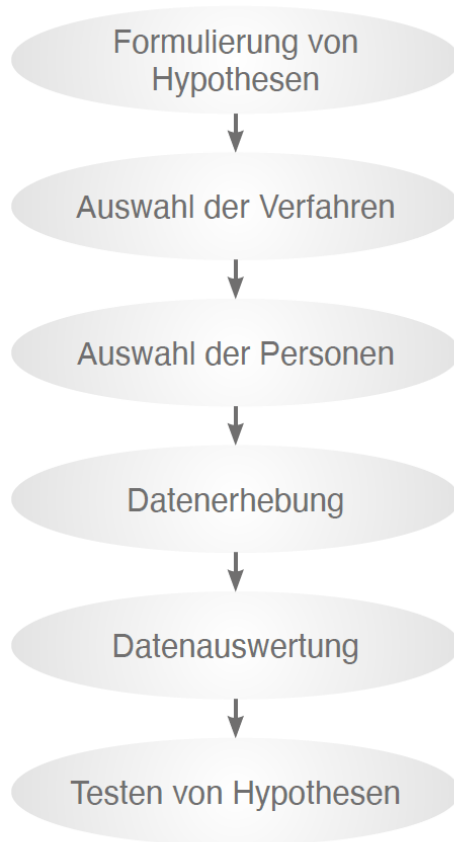 Formulierung von
Hypothesen
Auswahl der Verfahren
Auswahl der Personen
Datenerhebung
Datenauswertung
Testen von Hypothesen